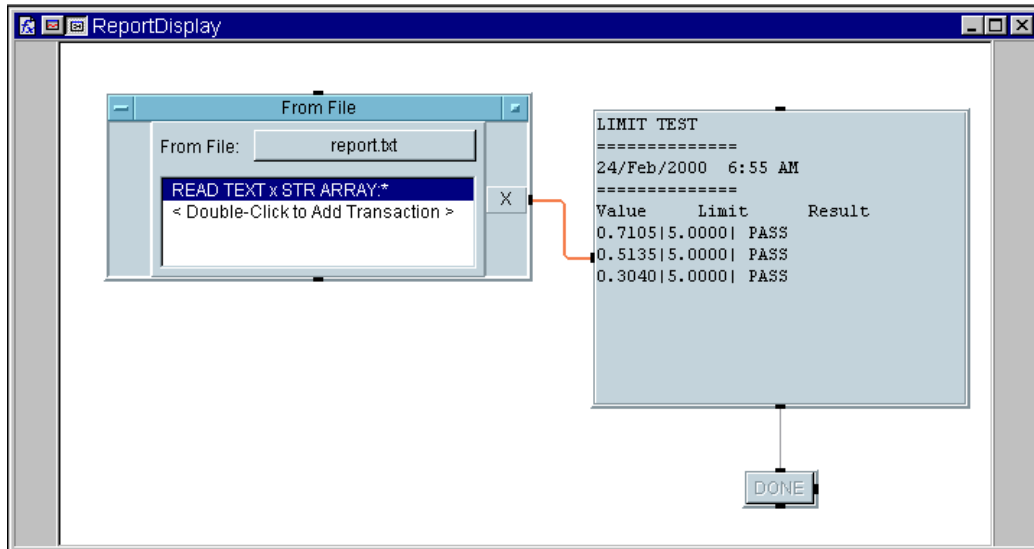 ReportDisplay
From File
From File: report.txt
READ TEXT x STR ARRAY:*
< Double-Click to Add Transaction >
X
LIMIT TEST
==============
24/Feb/2000  6:55 AM
==============
Value     Limit      Result
0.7105|5.0000| PASS
0.5135|5.0000| PASS
0.3040|5.0000| PASS
DONE